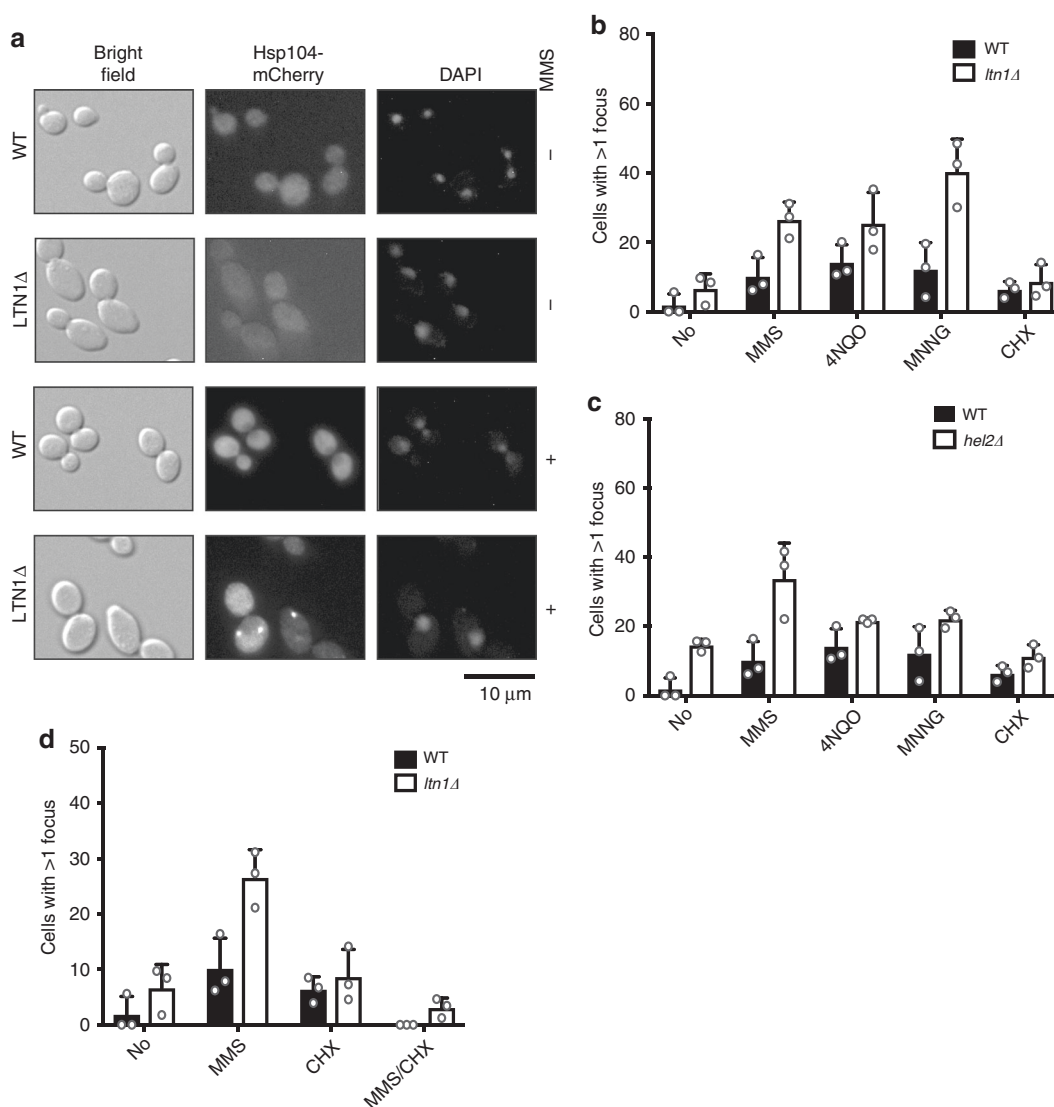 a
Bright field
Hsp104-mCherry
DAPI
MMS
WT
–
LTN1Δ
–
WT
+
LTN1Δ
+
10 μm
b
80
60
40
20
0
Cells with >1 focus
WT
ltn1Δ
No
MMS
4NQO
MNNG
CHX
c
80
60
40
20
0
Cells with >1 focus
WT
hel2Δ
No
MMS
4NQO
MNNG
CHX
d
50
40
30
20
10
0
Cells with >1 focus
WT
ltn1Δ
No
MMS
CHX
MMS/CHX